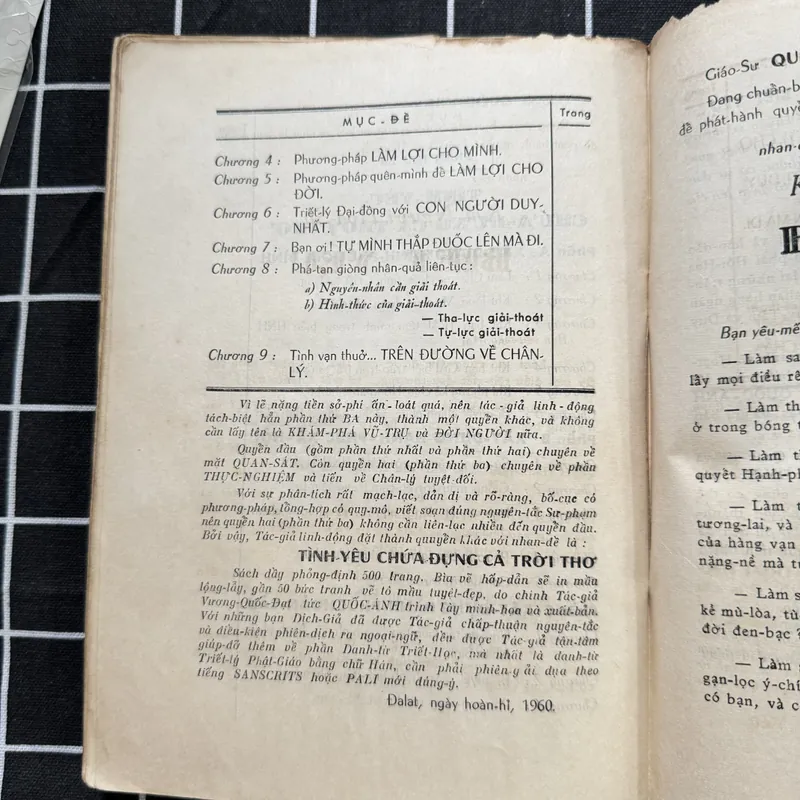 MỤC-ĐỀ Trang
Chương 4 : Phương-pháp LÀM LỢI CHO MÌNH.
Chương 5 : Phương-pháp quên-mình để LÀM LỢI CHO
ĐỜI.
Chương 6 : Triết-lý Đại-đồng với CON NGƯỜI DUY-
NHẤT.
Chương 7 : Bạn ơi! TỰ MÌNH THẮP ĐUỐC LÊN MÀ ĐI.
Chương 8 : Phá-tan giòng nhân-quả liên-tục :
a) Nguyên-nhân cần giải thoát.
b) Hình-thức của giải-thoát.
— Tha-lực giải-thoát
— Tự-lực giải-thoát
Chương 9 : Tình vạn thuở... TRÊN ĐƯỜNG VỀ CHÂN-
LÝ.
Vì lẽ nặng tiền sở-phí ấn-loát quá, nên tác-giả linh-động
tách-biệt hẳn phần thứ BA này, thành một quyển khác, và không
cần lấy tên là KHÁM-PHÁ VŨ-TRỤ và ĐỜI NGƯỜI nữa.
Quyển đầu (gồm phần thứ nhất và phần thứ hai) chuyên về
mặt QUAN-SÁT. Còn quyển hai (phần thứ ba) chuyên về phần
THỰC-NGHIỆM và tiến về Chân-lý tuyệt-đối.
Với sự phân-tích rất mạch-lạc, dản dị và rõ-ràng, bố-cục có
phương-pháp, tổng-hợp có quy-mô, viết soạn đúng nguyên-tắc Sư-phạm
nên quyển hai (phần thứ ba) không cần liên-lạc nhiều đến quyển đầu.
Bởi vậy, Tác-giả linh-động đặt thành quuyển khác với nhan-đề là :
TÌNH-YÊU CHỨA ĐỰNG CẢ TRỜI THƠ
Sách dầy phỏng-định 500 trang. Bìa vẽ hấp-dẫn sẽ in mầu
lộng-lẫy, gần 50 bức tranh vẽ tô mầu tuyệt-đẹp, do chính Tác-giả
Vương-Quốc-Đạt tức QUỐC-ANH trình lấy minh-họa và xuất-bản.
Với những bạn Dịch-Giả đã được Tác-giả chấp-thuận nguyên-tắc
và điều-kiện phiên-dịch ra ngoại-ngữ, đều được Tác-giả tận-tâm
giúp-đỡ thêm về phần Danh-từ Triết-Học, mà nhất là danh-từ
Triết-lý Phật-Giáo bằng chữ Hán, cần phải phiên-g ải dựa theo
tiếng SANSCRITS hoặc PALI mới đúng-ý.
Đalat, ngày hoàn-hỉ, 1960.
Giáo-Sư QU
Đang chuẩn-b
để phát-hành quyể
nhan-đ
Bạn yêu-mế
— Làm sa
lây mọi điều rê
— Làm th
ở trong bóng t
— Làm t
quyết Hạnh-ph
— Làm t
tương-lai, và
của hàng vạn
nặng-nề mà t
— Làm s
kẻ mù-lòa, từ
đời đen-bạc ?
— Làm s
gạn-lọc ý-chí
có bạn, và c